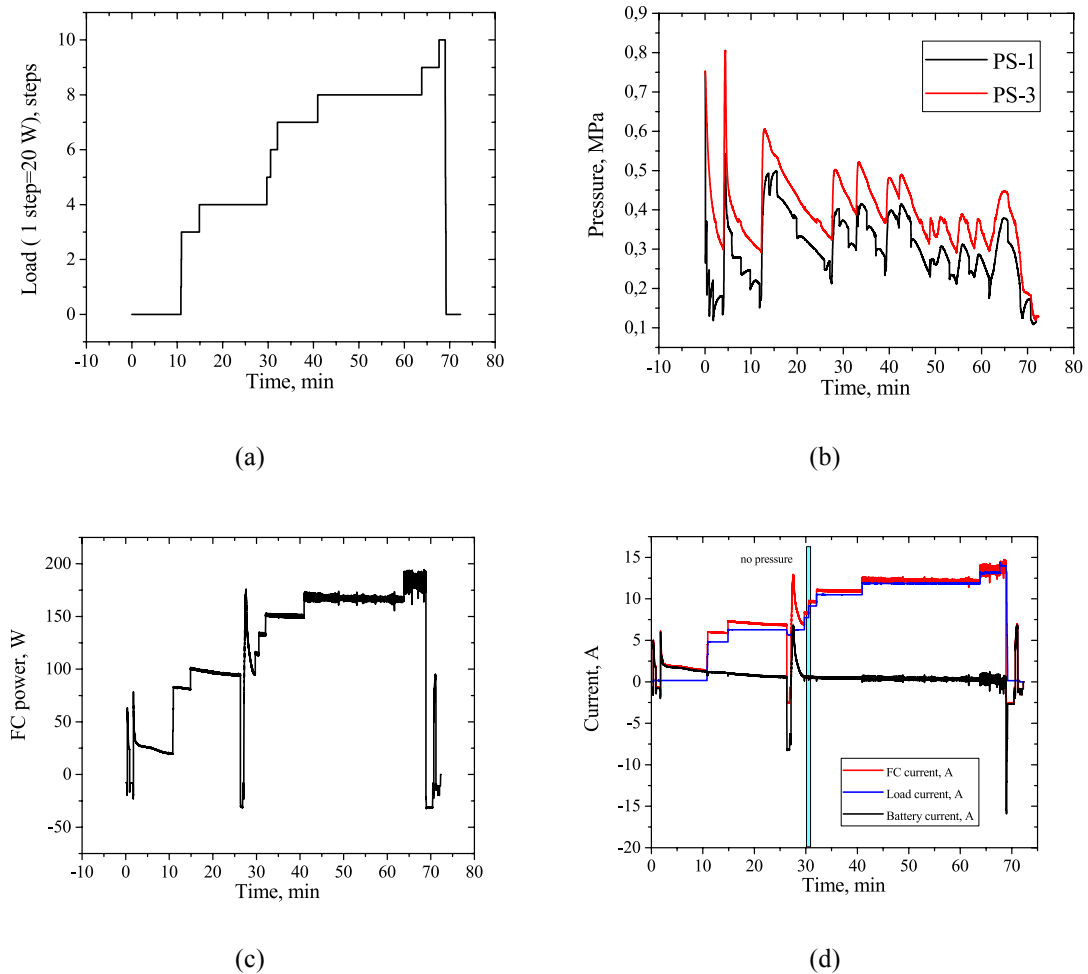 10
8
6
4
2
0
Load ( 1 step=20 W), steps
-10 0 10 20 30 40 50 60 70 80
Time, min
(a)
0,9
0,8
0,7
0,6
0,5
0,4
0,3
0,2
0,1
Pressure, MPa
PS-1
PS-3
-10 0 10 20 30 40 50 60 70 80
Time, min
(b)
200
150
100
50
0
-50
FC power, W
-10 0 10 20 30 40 50 60 70 80
Time, min
(c)
15
10
5
0
-5
-10
-15
-20
Current, A
no pressure
FC current, A
Load current, A
Battery current, A
0 10 20 30 40 50 60 70
Time, min
(d)